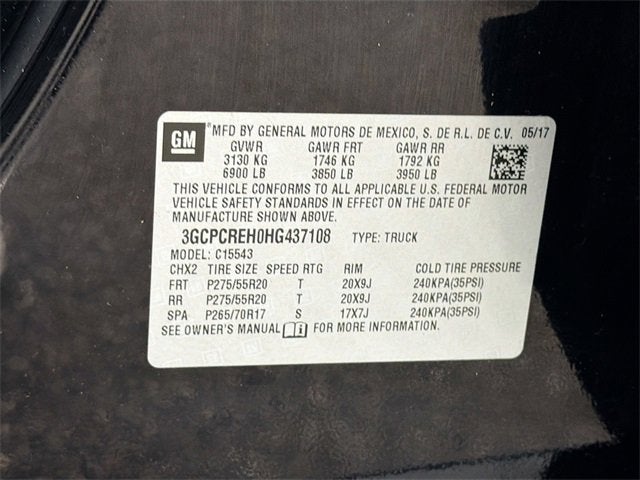 GM ®MFD BY GENERAL MOTORS DE MEXICO, S. DE R.L. DE C.V. 05/17
GVWR GAWR FRT GAWR RR
3130 KG 1746 KG 1792 KG
6900 LB 3850 LB 3950 LB
THIS VEHICLE CONFORMS TO ALL APPLICABLE U.S. FEDERAL MOTOR
VEHICLE SAFETY STANDARDS IN EFFECT ON THE DATE OF
MANUFACTURE SHOWN ABOVE.
3GCPCREH0HG437108 TYPE: TRUCK
MODEL: C15543
CHX2 TIRE SIZE SPEED RTG RIM COLD TIRE PRESSURE
FRT P275/55R20 T 20X9J 240KPA(35PSI)
RR P275/55R20 T 20X9J 240KPA(35PSI)
SPA P265/70R17 S 17X7J 240KPA(35PSI)
SEE OWNER'S MANUAL i FOR MORE INFORMATION.